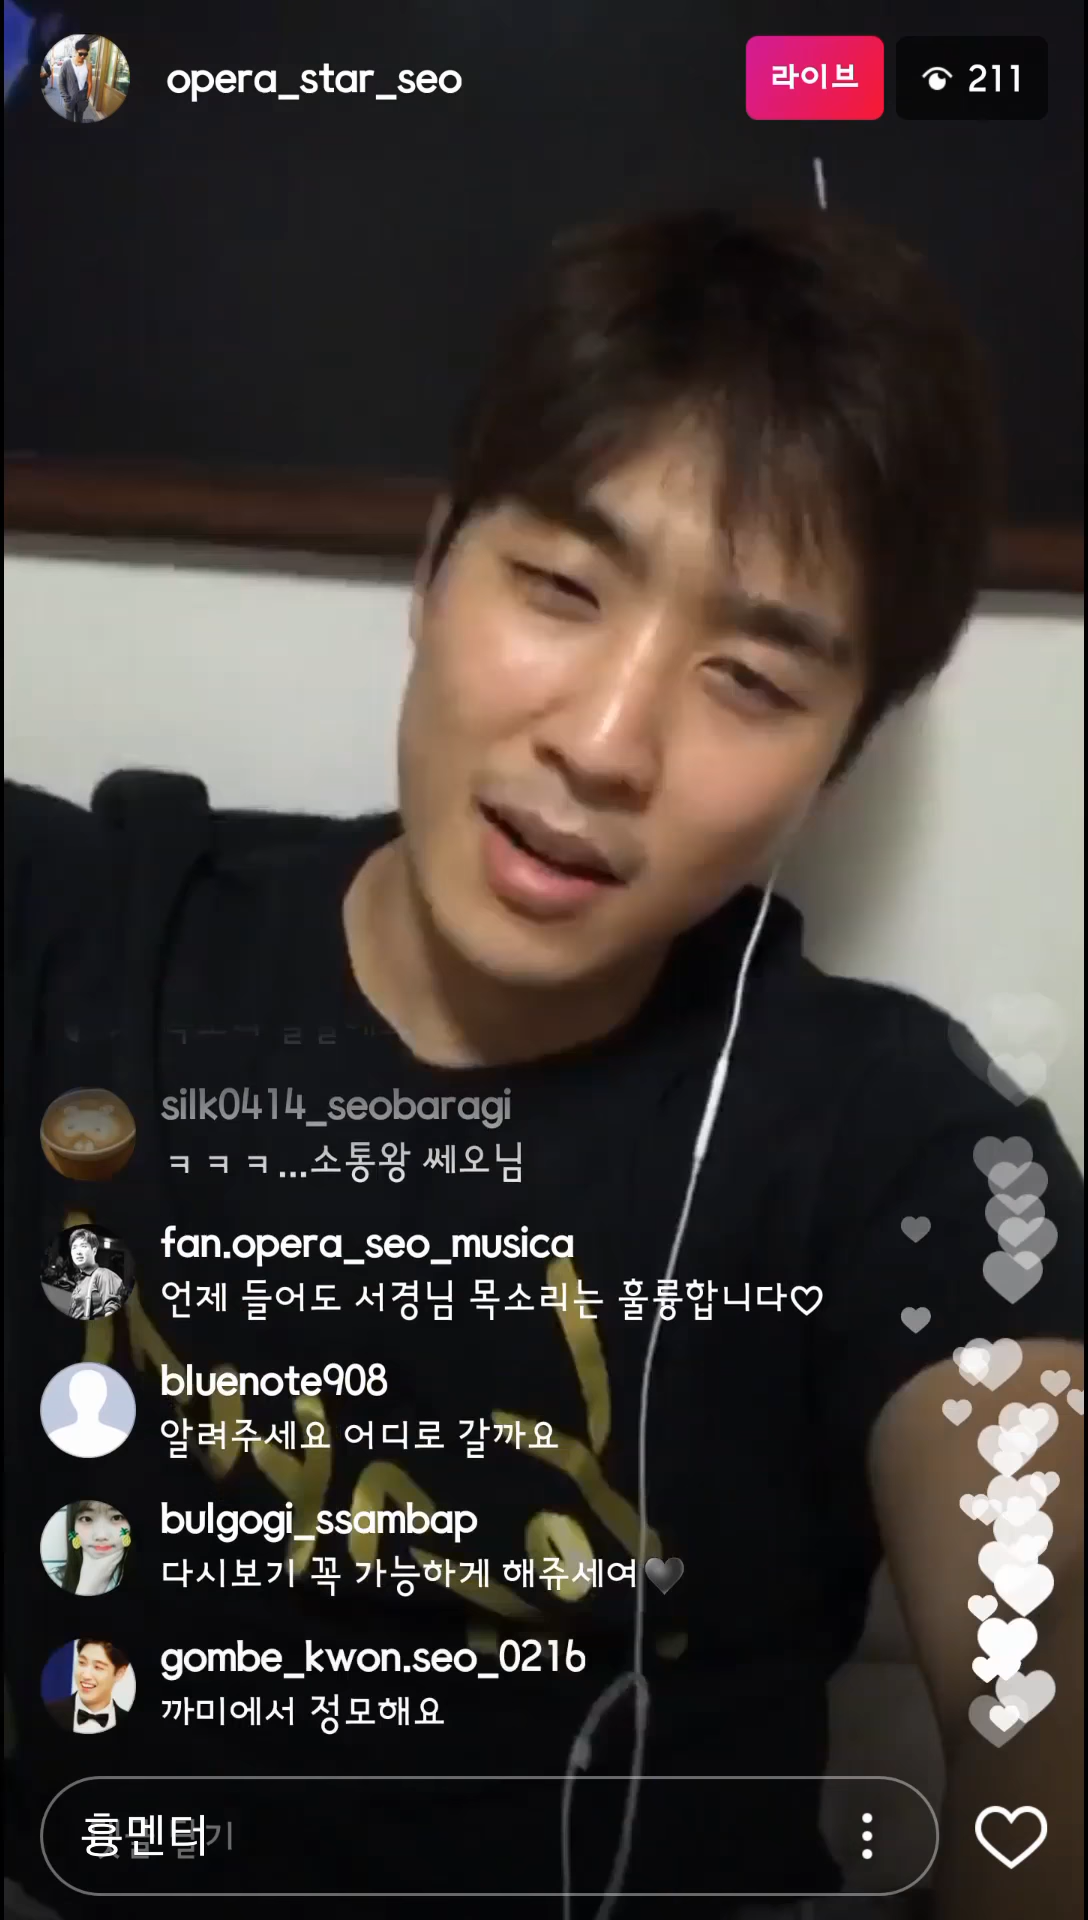 opera_star_seo
라이브
211
silk0414_seobaragi
ㅋㅋㅋ...소통왕 쎄오님
fan.opera_seo_musica
언제 들어도 서경님 목소리는 훌륭합니다♡
bluenote908
알려주세요 어디로 갈까요
bulgogi_ssambap
다시보기 꼭 가능하게 해쥬세여🖤
gombe_kwon.seo_0216
까미에서 정모해요
흉멘터